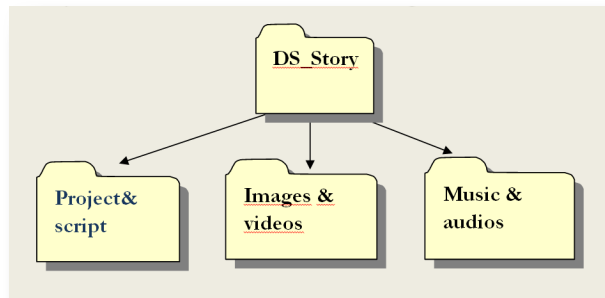 DS_Story
Project&
script
Images &
videos
Music &
audios